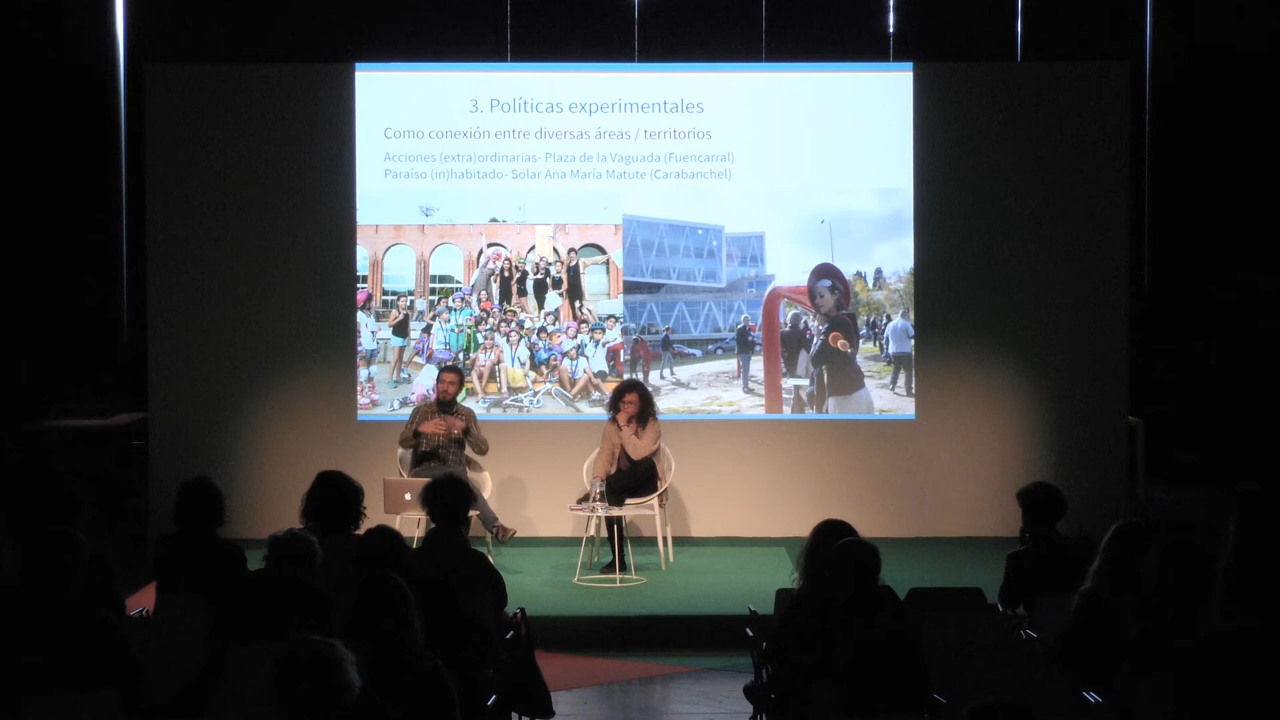 3. Políticas experimentales
Como conexión entre diversas áreas / territorios
Acciones (extra)ordinarias- Plaza de la Vaguada (Fuencarral)
Paraíso (in)habitado- Solar Ana María Matute (Carabanchel)